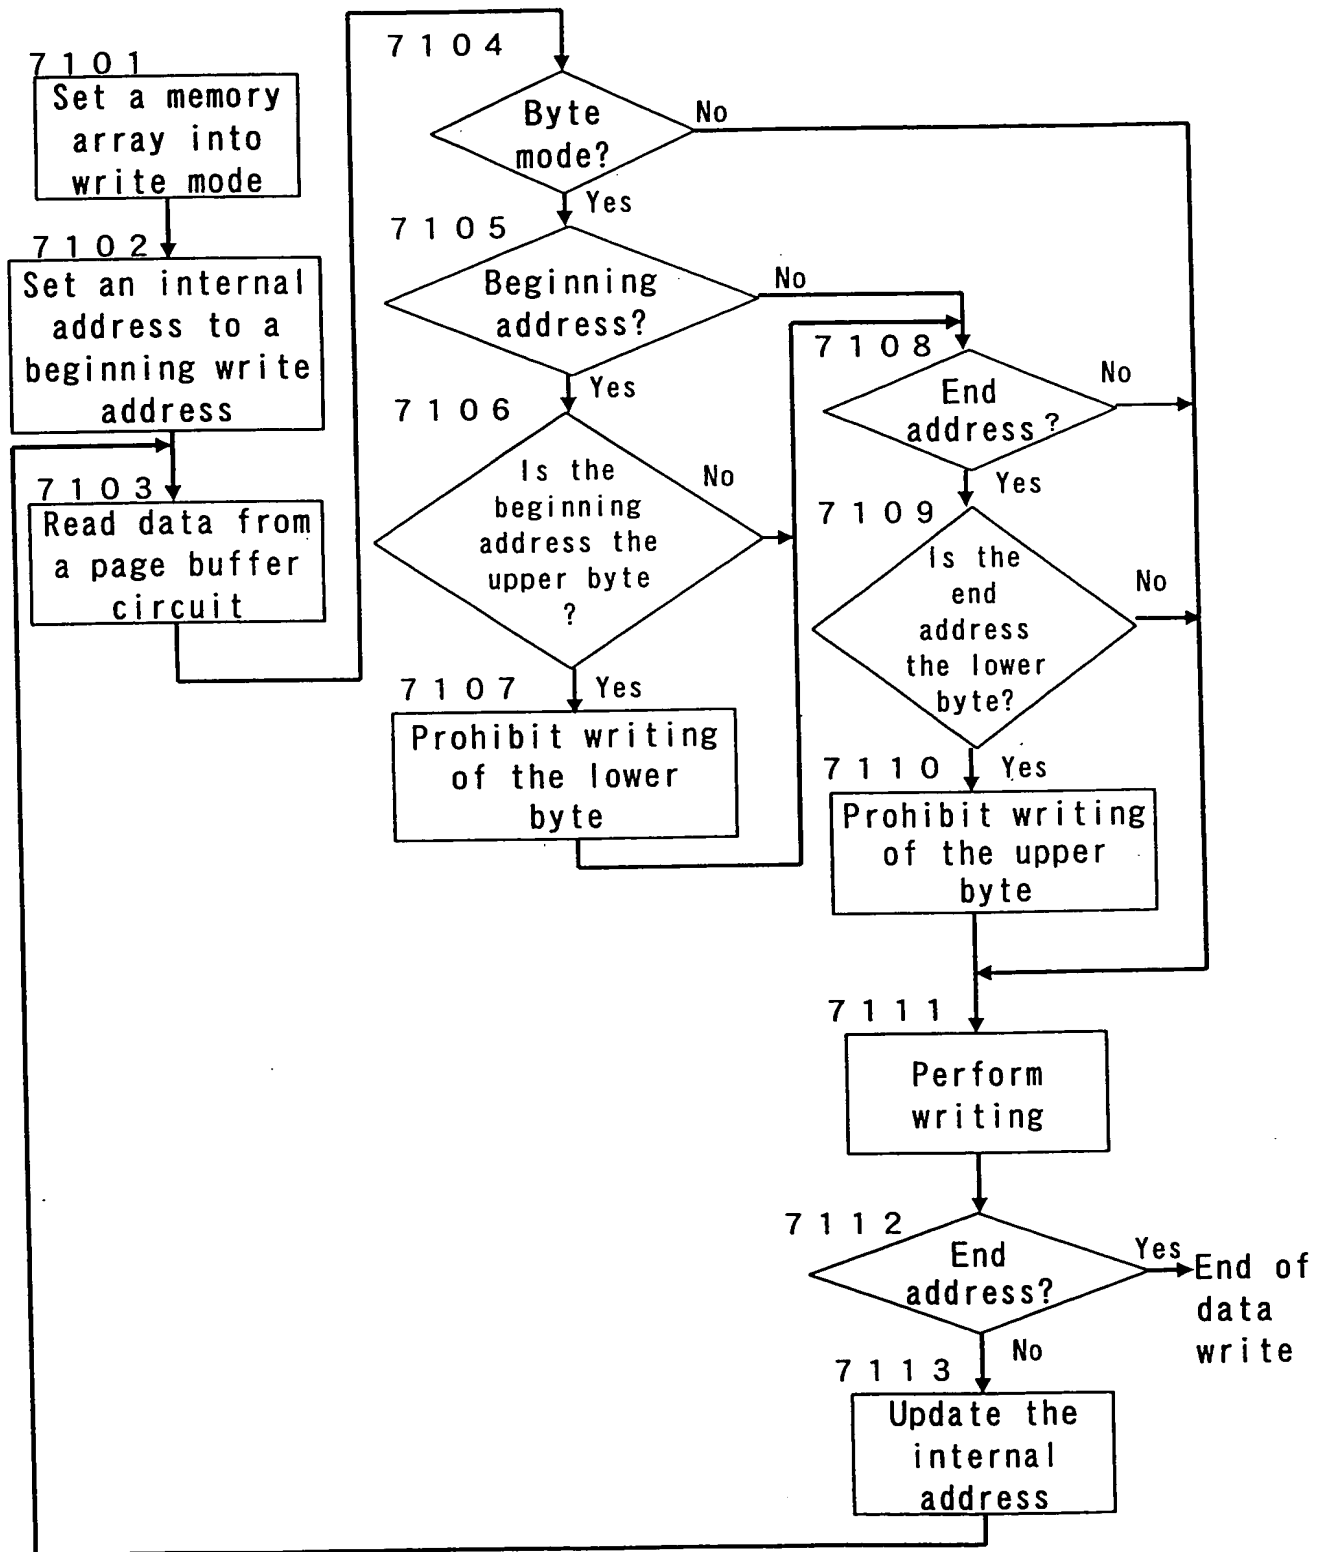 7101
Set a memory
array into
write mode
7102
Set an internal
address to a
beginning write
address
7103
Read data from
a page buffer
circuit
7104
Byte
mode?
No
Yes
7105
Beginning
address?
No
Yes
7106
Is the
beginning
address the
upper byte
?
No
Yes
7107
Prohibit writing
of the lower
byte
7108
End
address?
No
Yes
7109
Is the
end
address
the lower
byte?
No
Yes
7110
Prohibit writing
of the upper
byte
7111
Perform
writing
7112
End
address?
Yes
End of
data
write
No
7113
Update the
internal
address